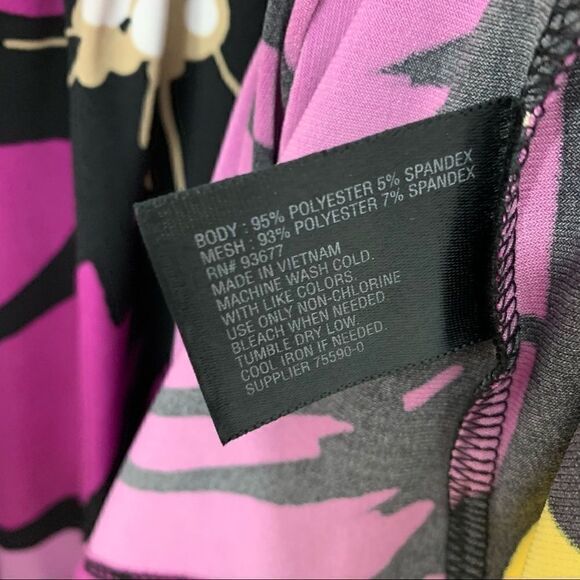 BODY : 95% POLYESTER 5% SPANDEX
MESH : 93% POLYESTER 7% SPANDEX
RN# 93677
MADE IN VIETNAM
MACHINE WASH COLD.
WITH LIKE COLORS.
USE ONLY NON-CHLORINE
BLEACH WHEN NEEDED
TUMBLE DRY LOW.
COOL IRON IF NEEDED.
SUPPLIER 75590-0